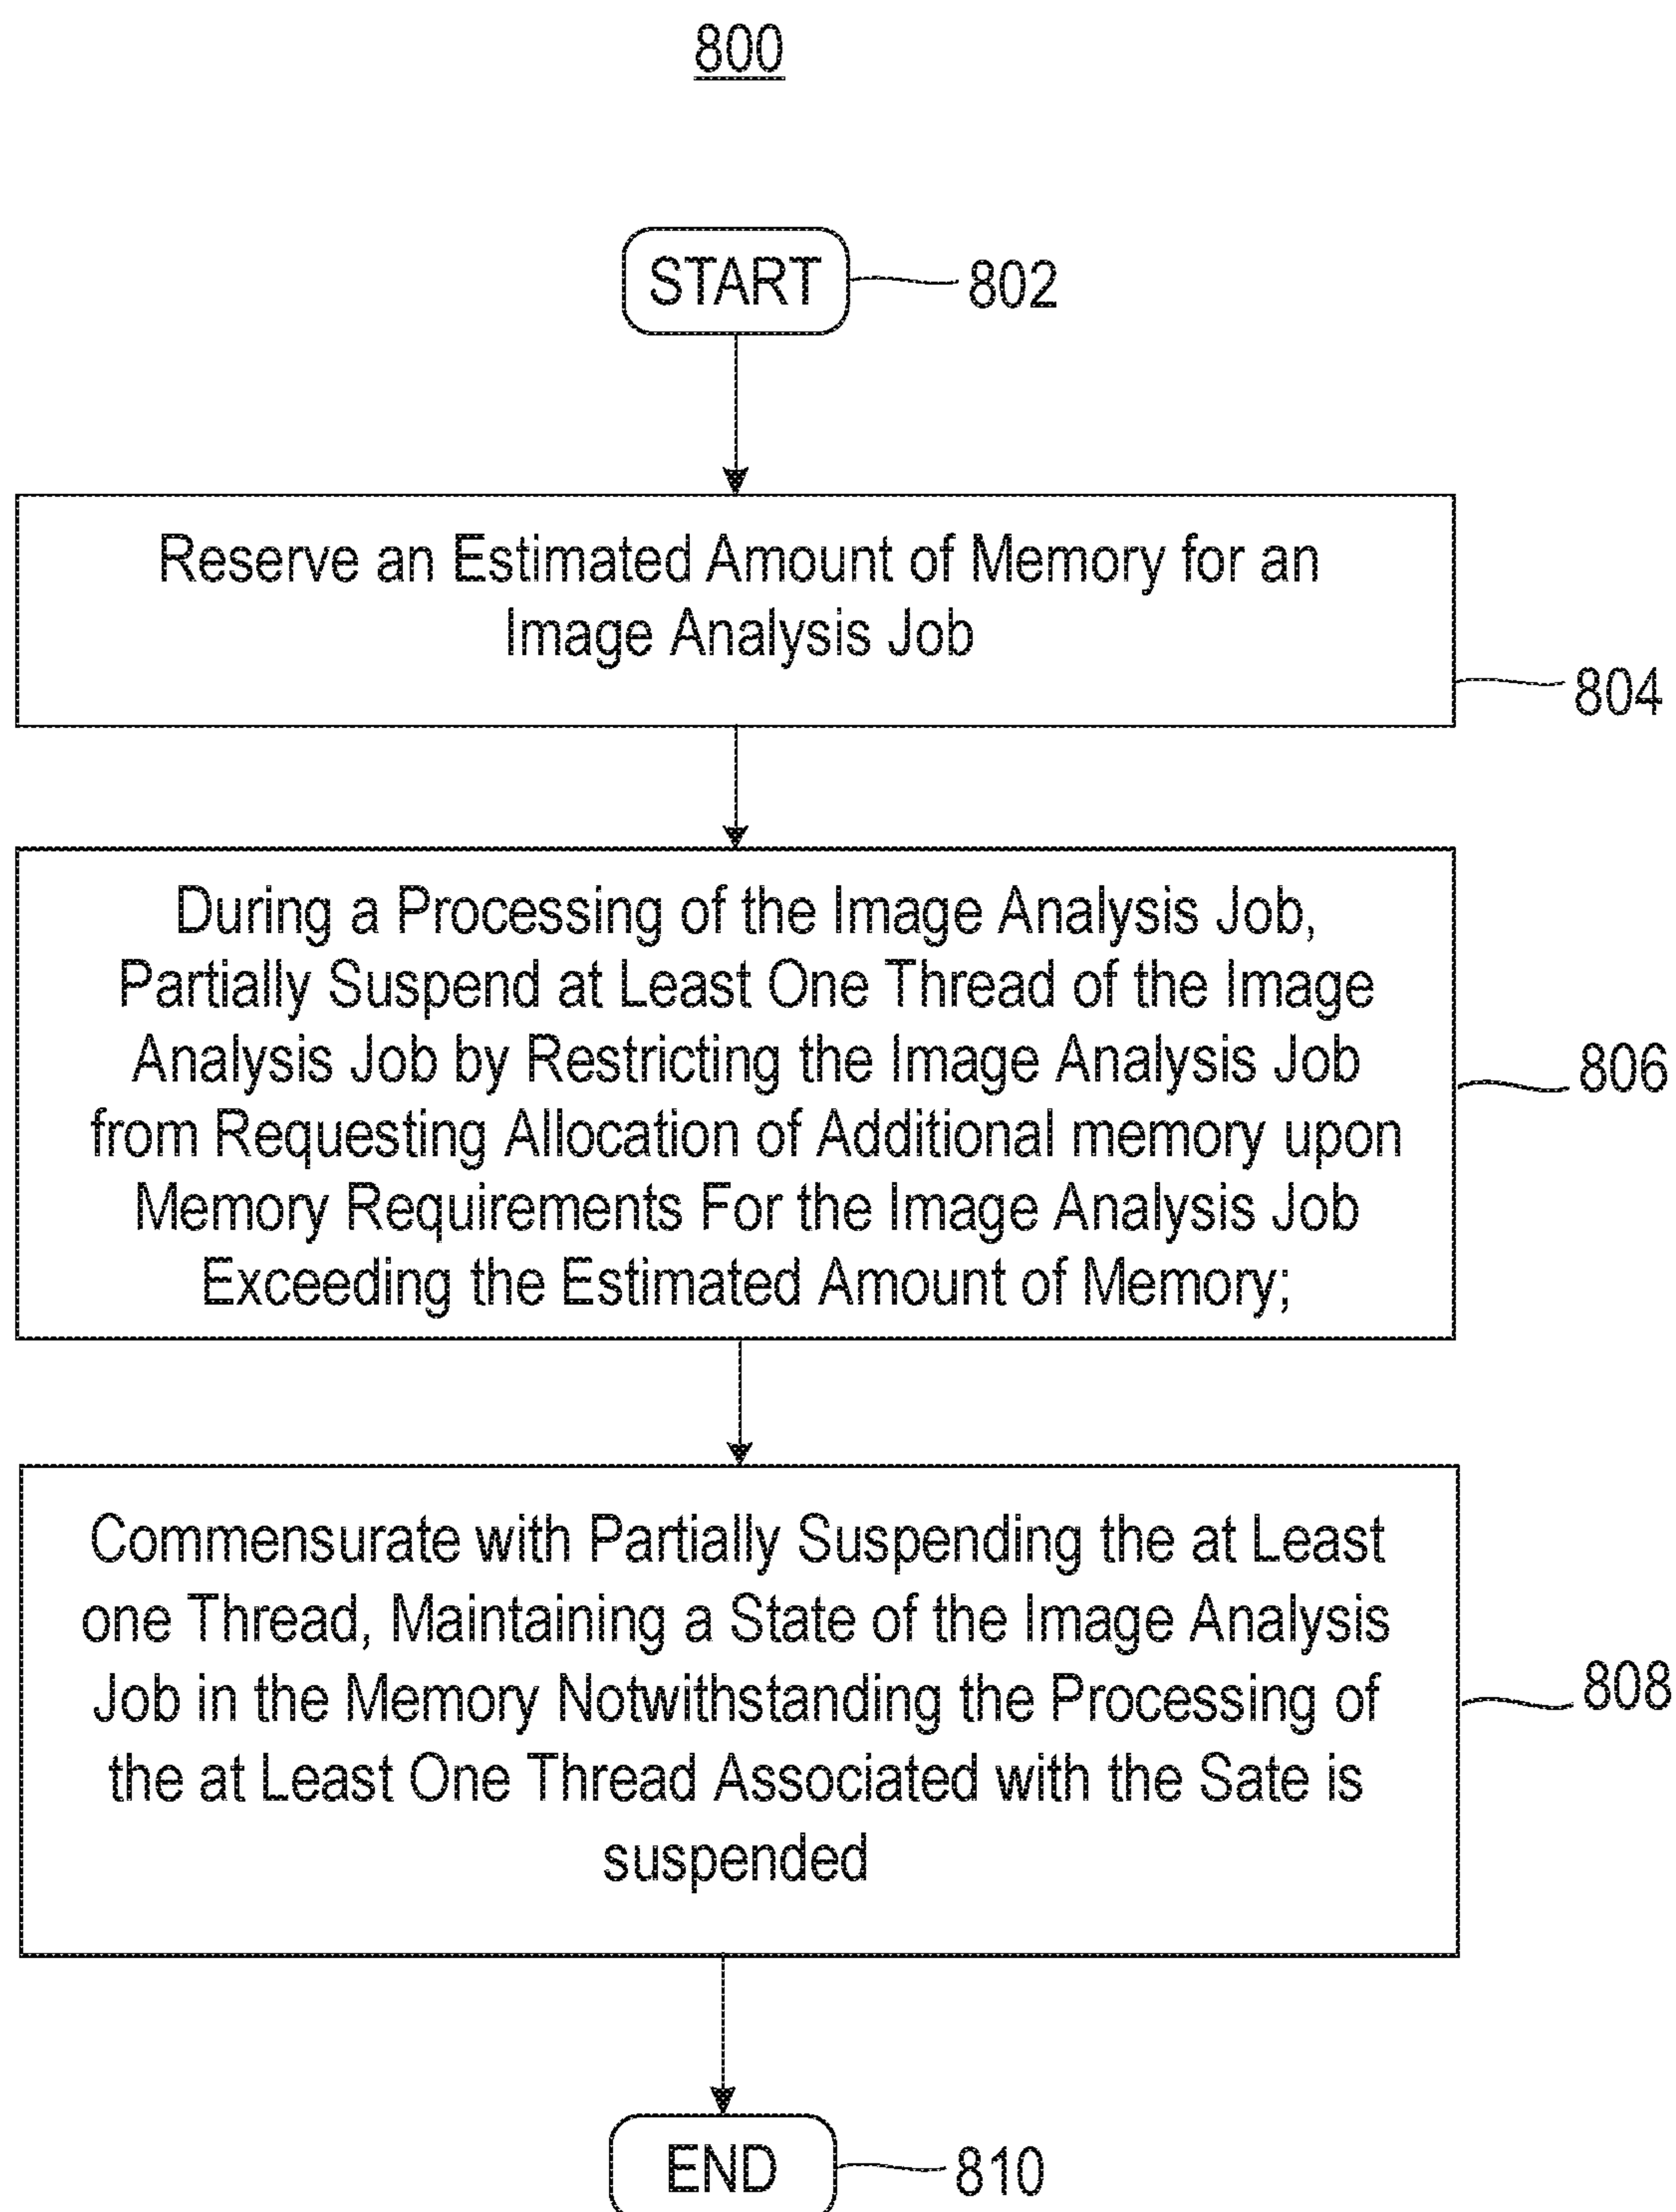 800
START
802
Reserve an Estimated Amount of Memory for an
Image Analysis Job
804
During a Processing of the Image Analysis Job,
Partially Suspend at Least One Thread of the Image
Analysis Job by Restricting the Image Analysis Job
from Requesting Allocation of Additional memory upon
Memory Requirements For the Image Analysis Job
Exceeding the Estimated Amount of Memory;
806
Commensurate with Partially Suspending the at Least
one Thread, Maintaining a State of the Image Analysis
Job in the Memory Notwithstanding the Processing of
the at Least One Thread Associated with the Sate is
suspended
808
END
810